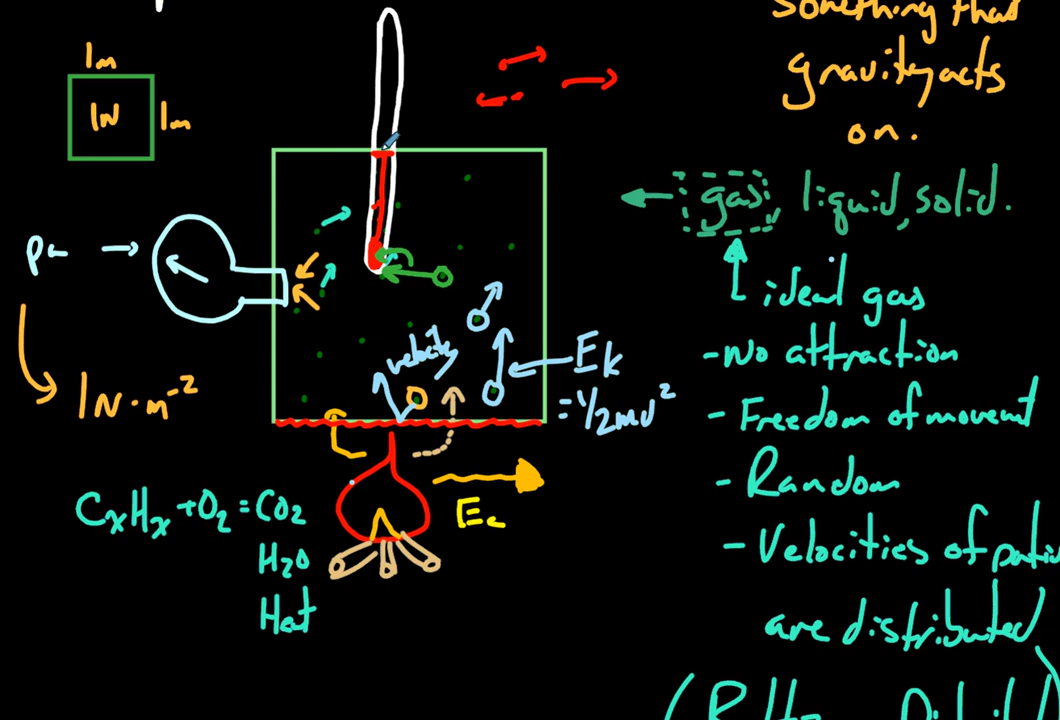 something that
gravity acts
on.
gas, liquid, solid.
1m
1N
1m
Pa
1N·m⁻²
velocity
Ek
= 1/2mv²
ideal gas
- No attraction
- Freedom of movement
- Random
- Velocities of
are distributed
CxHx + O2 = CO2
H2O
Heat